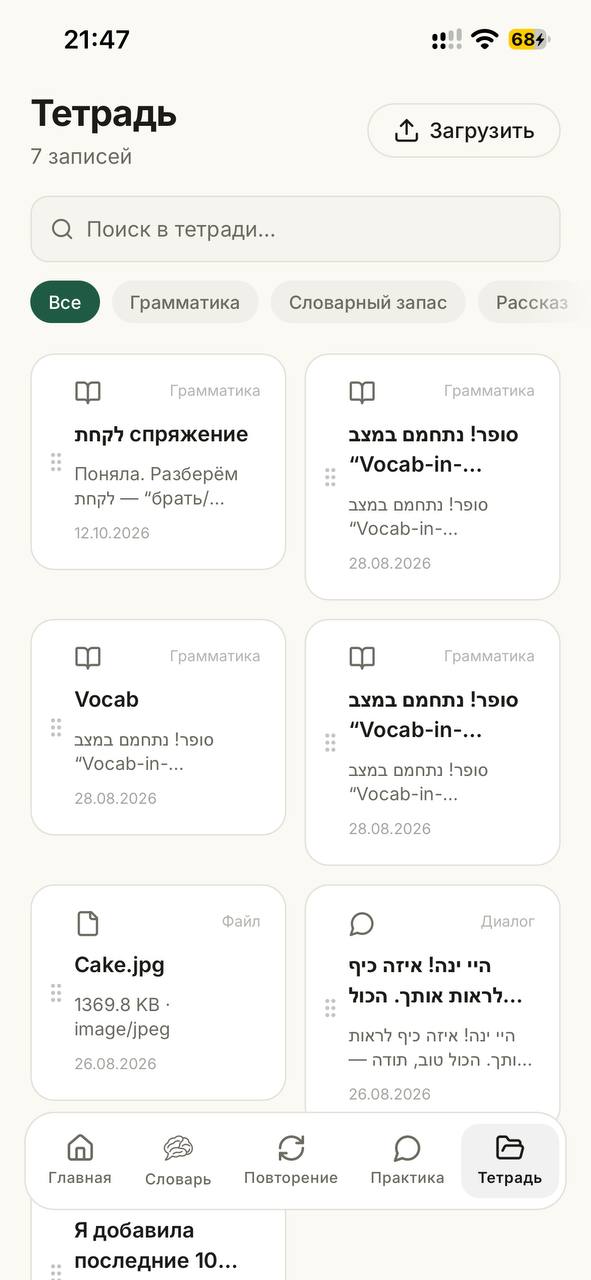 21:47
68
Тетрадь
7 записей
Загрузить
Поиск в тетради...
Все
Грамматика
Словарный запас
Рассказ
Грамматика
לקחת спряжение
Поняла. Разберём
לקחת — “брать/...
12.10.2026
Грамматика
סופר! נתחמם במצב
“Vocab-in-...
סופר! נתחמם במצב
“Vocab-in-...
28.08.2026
Грамматика
Vocab
סופר! נתחמם במצב
“Vocab-in-...
28.08.2026
Грамматика
סופר! נתחמם במצב
“Vocab-in-...
סופר! נתחמם במצב
“Vocab-in-...
28.08.2026
Файл
Cake.jpg
1369.8 KB ·
image/jpeg
26.08.2026
Диалог
היי ינה! איזה כיף
לראות אותך. הכול...
היי ינה! איזה כיף לראות
ותך. הכול טוב, תודה —...
26.08.2026
Главная
Словарь
Повторение
Практика
Тетрадь
Я добавила
последние 10...